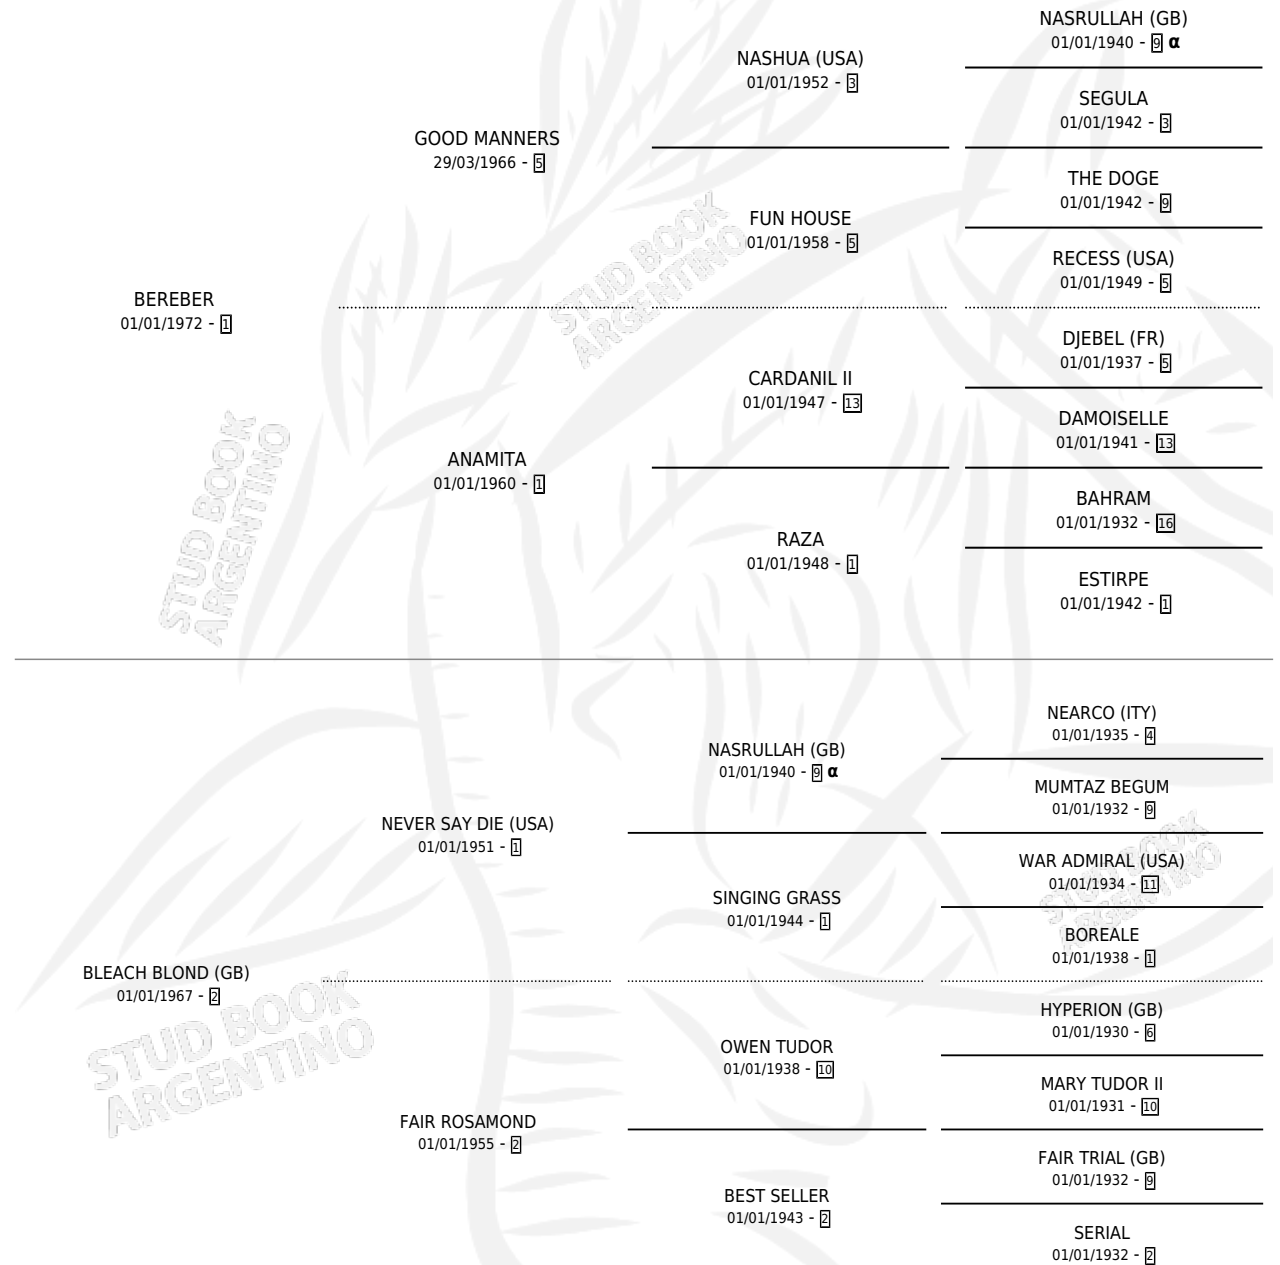 NASRULLAH (GB)
01/01/1940 - 9 α
NASHUA (USA)
01/01/1952 - 3
SEGULA
01/01/1942 - 3
GOOD MANNERS
29/03/1966 - 5
THE DOGE
01/01/1942 - 9
FUN HOUSE
01/01/1958 - 5
RECESS (USA)
01/01/1949 - 5
BEREBER
01/01/1972 - 1
DJEBEL (FR)
01/01/1937 - 5
CARDANIL II
01/01/1947 - 13
DAMOISELLE
01/01/1941 - 13
ANAMITA
01/01/1960 - 1
BAHRAM
01/01/1932 - 16
RAZA
01/01/1948 - 1
ESTIRPE
01/01/1942 - 1
NEARCO (ITY)
01/01/1935 - 4
NASRULLAH (GB)
01/01/1940 - 9 α
MUMTAZ BEGUM
01/01/1932 - 9
NEVER SAY DIE (USA)
01/01/1951 - 1
WAR ADMIRAL (USA)
01/01/1934 - 11
SINGING GRASS
01/01/1944 - 1
BOREALE
01/01/1938 - 1
BLEACH BLOND (GB)
01/01/1967 - 2
HYPERION (GB)
01/01/1930 - 6
OWEN TUDOR
01/01/1938 - 10
MARY TUDOR II
01/01/1931 - 10
FAIR ROSAMOND
01/01/1955 - 2
FAIR TRIAL (GB)
01/01/1932 - 9
BEST SELLER
01/01/1943 - 2
SERIAL
01/01/1932 - 2
STUD BOOK
ARGENTINO
STUD BOOK
ARGENTINO
STUD BOOK
ARGENTINO
STUD BOOK
ARGENTINO